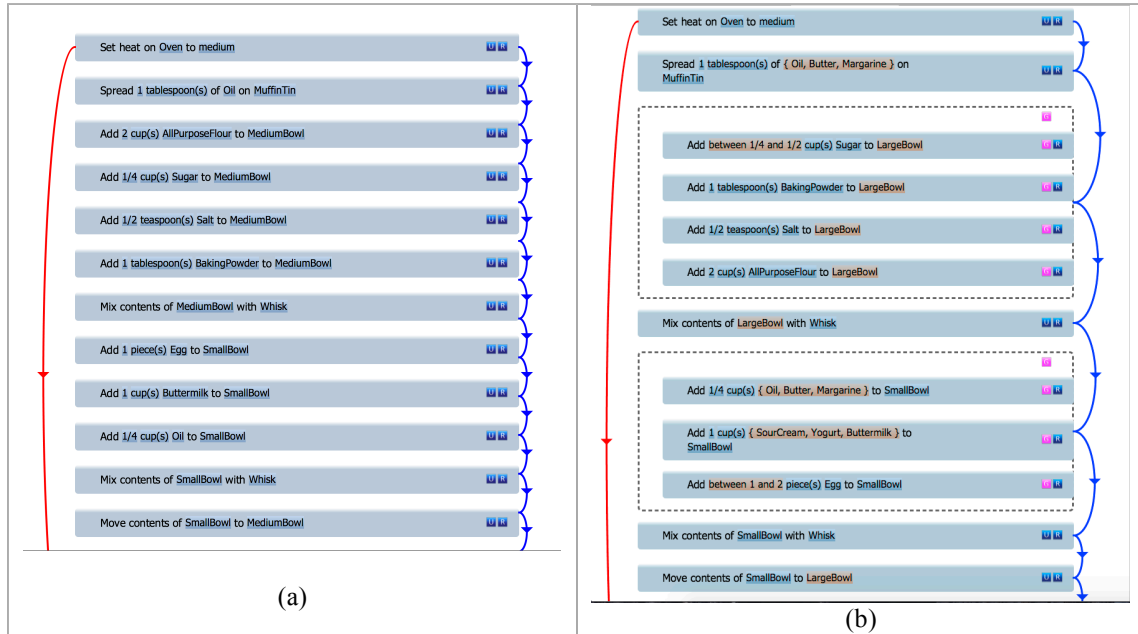 Set heat on Oven to medium U R
Spread 1 tablespoon(s) of Oil on MuffinTin U R
Add 2 cup(s) AllPurposeFlour to MediumBowl U R
Add 1/4 cup(s) Sugar to MediumBowl U R
Add 1/2 teaspoon(s) Salt to MediumBowl U R
Add 1 tablespoon(s) BakingPowder to MediumBowl U R
Mix contents of MediumBowl with Whisk U R
Add 1 piece(s) Egg to SmallBowl U R
Add 1 cup(s) Buttermilk to SmallBowl U R
Add 1/4 cup(s) Oil to SmallBowl U R
Mix contents of SmallBowl with Whisk U R
Move contents of SmallBowl to MediumBowl U R
(a)
Set heat on Oven to medium U R
Spread 1 tablespoon(s) of { Oil, Butter, Margarine } on U R
MuffinTin
G
Add between 1/4 and 1/2 cup(s) Sugar to LargeBowl G R
Add 1 tablespoon(s) BakingPowder to LargeBowl G R
Add 1/2 teaspoon(s) Salt to LargeBowl G R
Add 2 cup(s) AllPurposeFlour to LargeBowl G R
Mix contents of LargeBowl with Whisk U R
G
Add 1/4 cup(s) { Oil, Butter, Margarine } to SmallBowl G R
Add 1 cup(s) { SourCream, Yogurt, Buttermilk } to G R
SmallBowl
Add between 1 and 2 piece(s) Egg to SmallBowl G R
Mix contents of SmallBowl with Whisk U R
Move contents of SmallBowl to LargeBowl U R
(b)